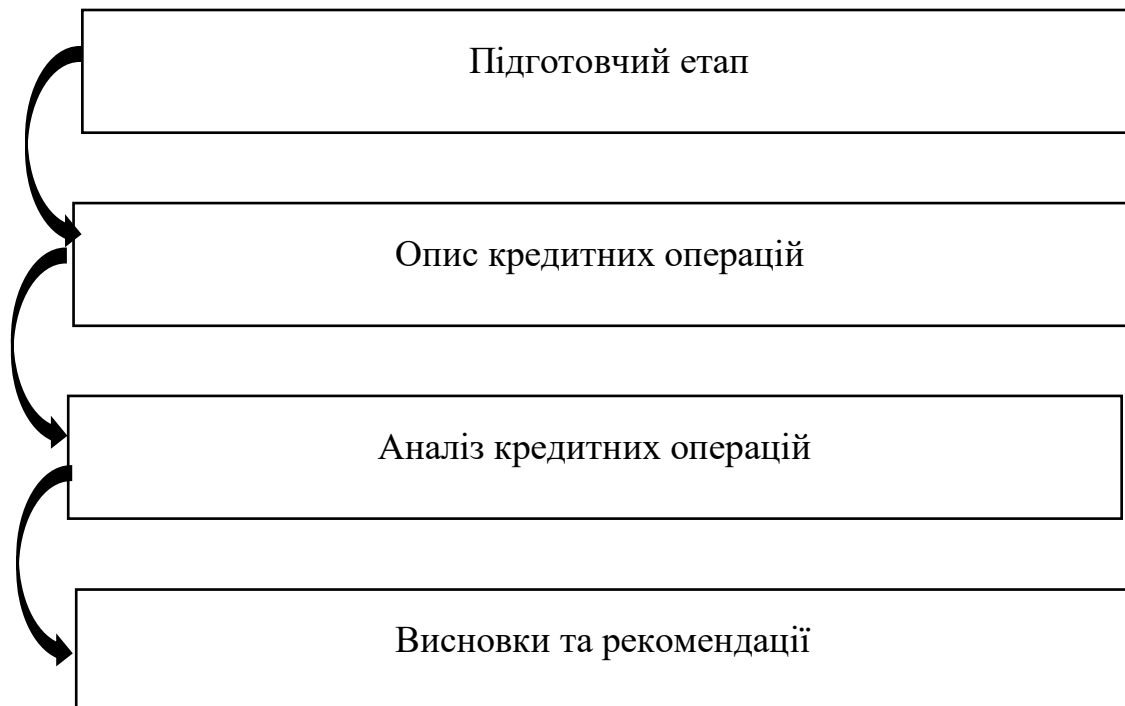 Підготовчий етап
Опис кредитних операцій
Аналіз кредитних операцій
Висновки та рекомендації